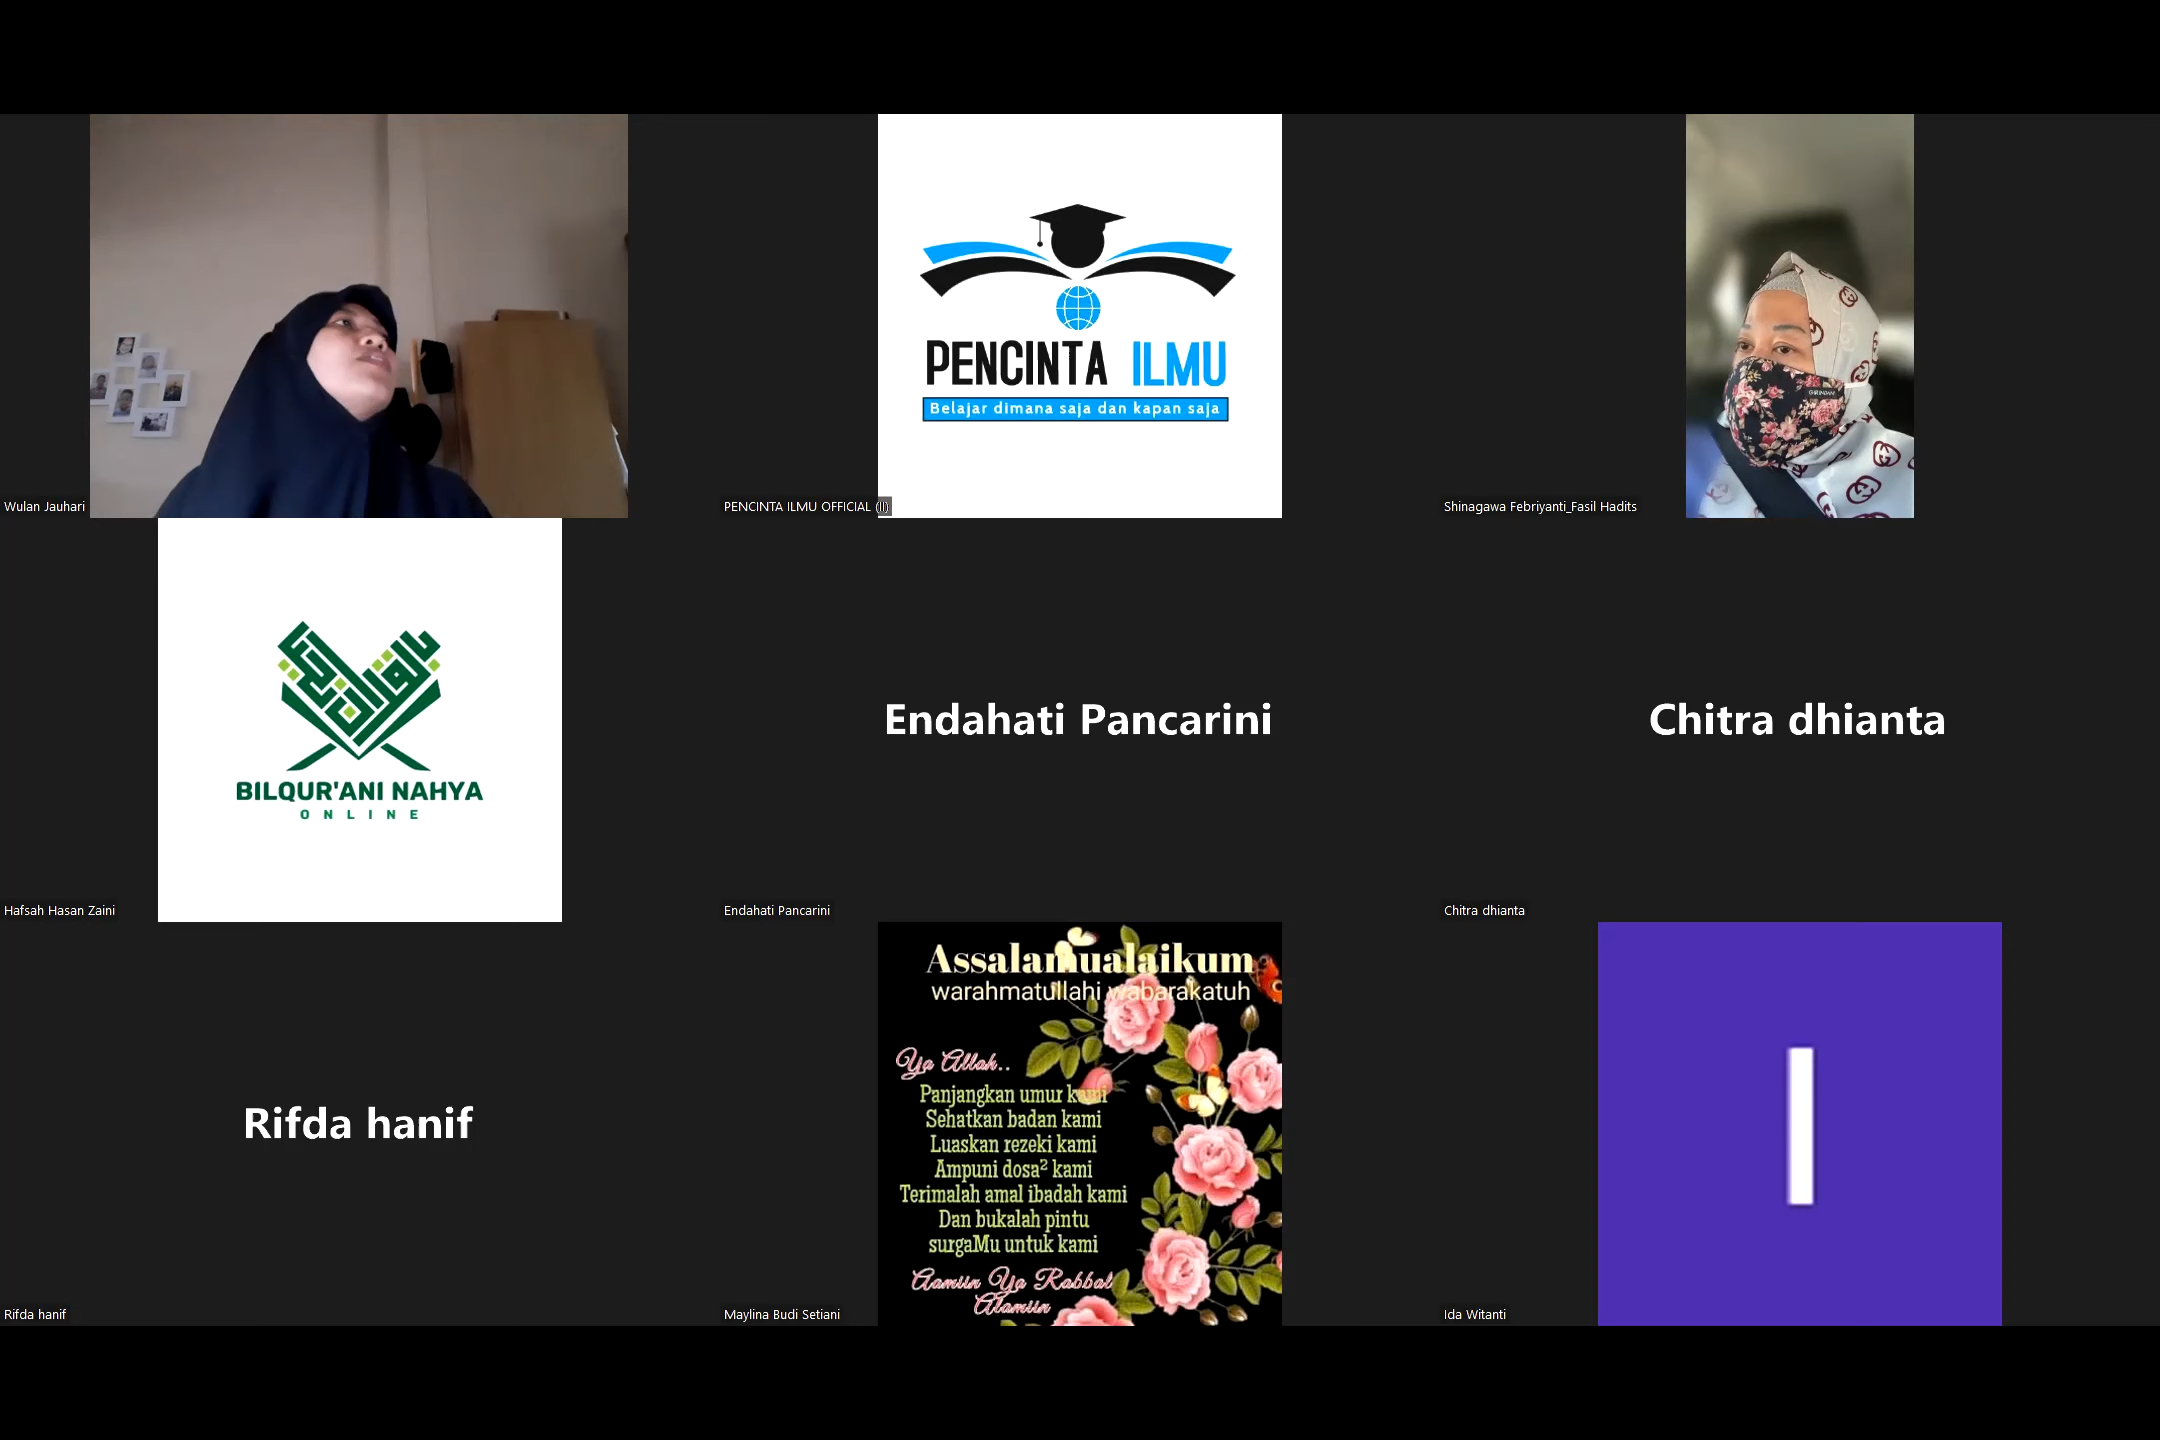 Wulan Jauhari
PENCINTA ILMU
Belajar dimana saja dan kapan saja
PENCINTA ILMU OFFICIAL (II)
Shinagawa Febriyanti_Fasil Hadits
BILQUR'ANI NAHYA
ONLINE
Hafsah Hasan Zaini
Endahati Pancarini
Endahati Pancarini
Chitra dhianta
Chitra dhianta
Rifda hanif
Rifda hanif
Assalamualaikum
warahmatullahi wabarakatuh
Ya Allah..
Panjangkan umur kami
Sehatkan badan kami
Luaskan rezeki kami
Ampuni dosa² kami
Terimalah amal ibadah kami
Dan bukalah pintu
surgaMu untuk kami
Aamiin Ya Rabbal
Alamiin
Maylina Budi Setiani
I
Ida Witanti